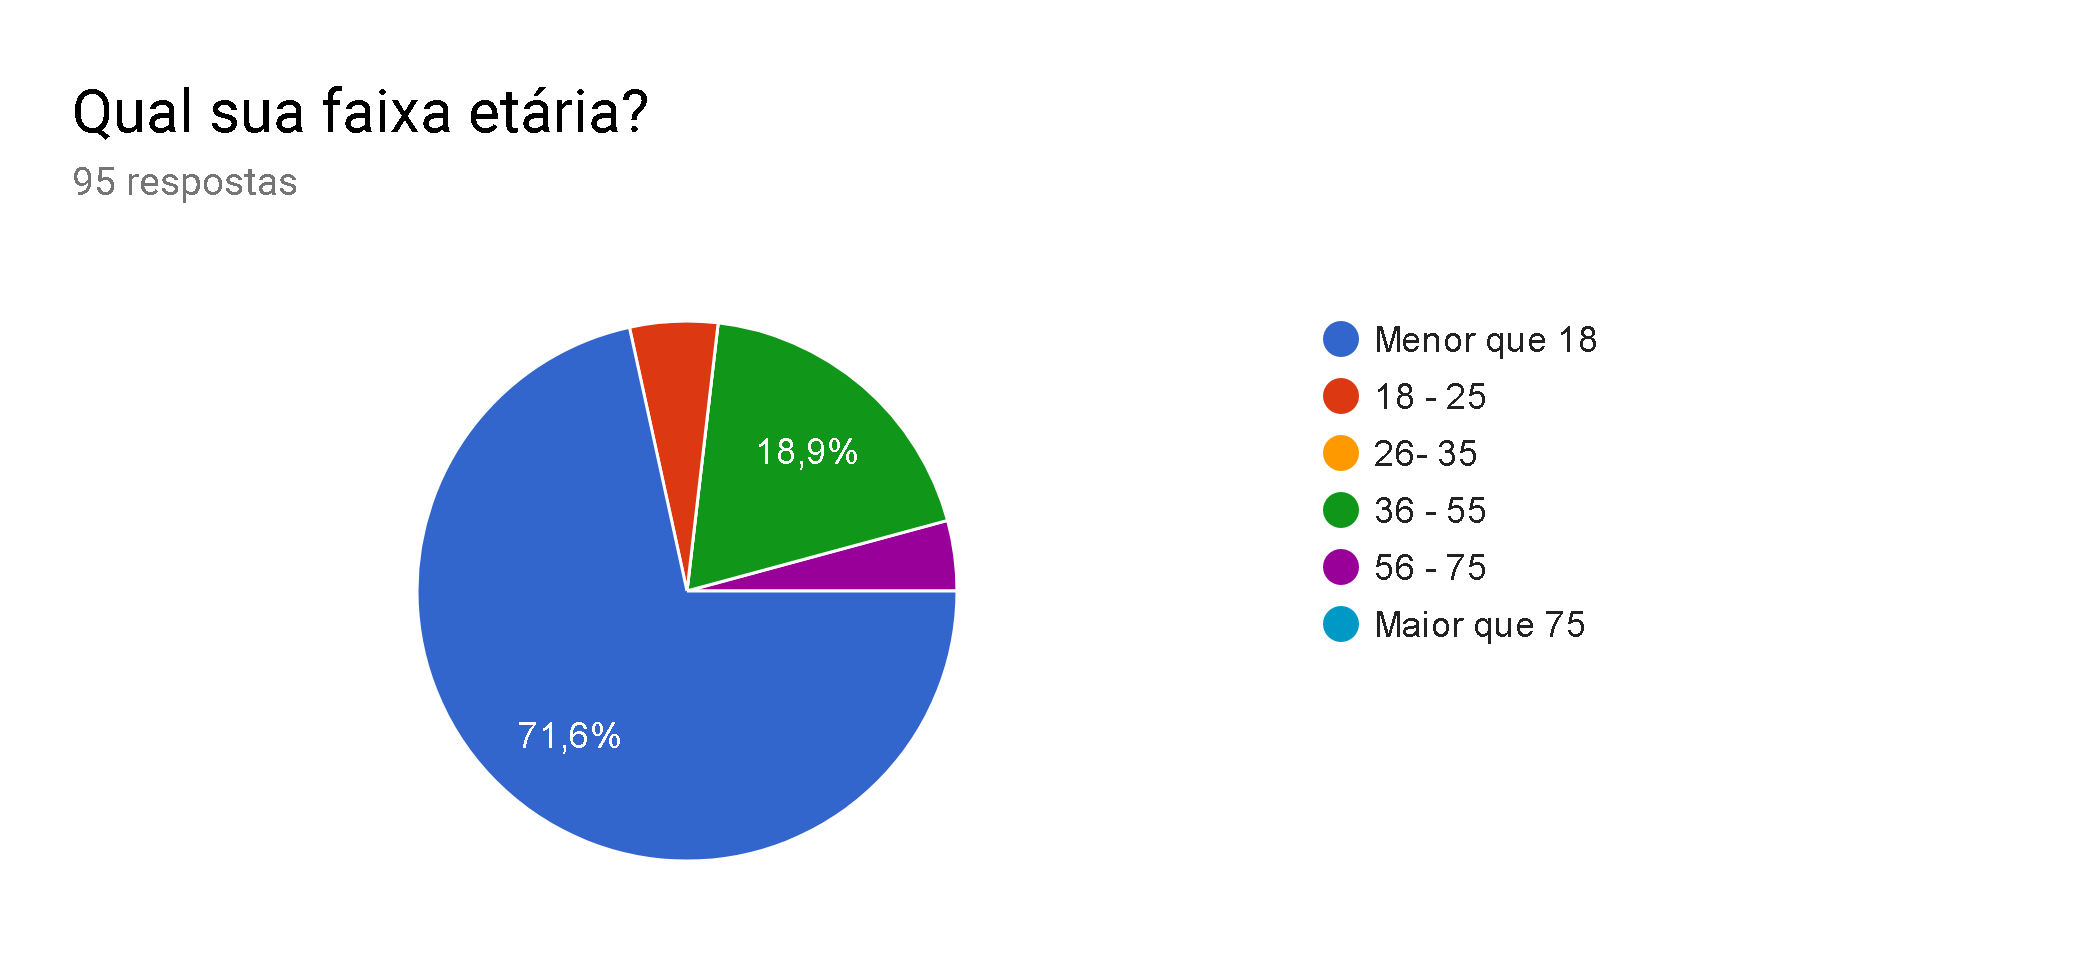 Qual sua faixa etária?
95 respostas
18,9%
71,6%
Menor que 18
18 - 25
26- 35
36 - 55
56 - 75
Maior que 75